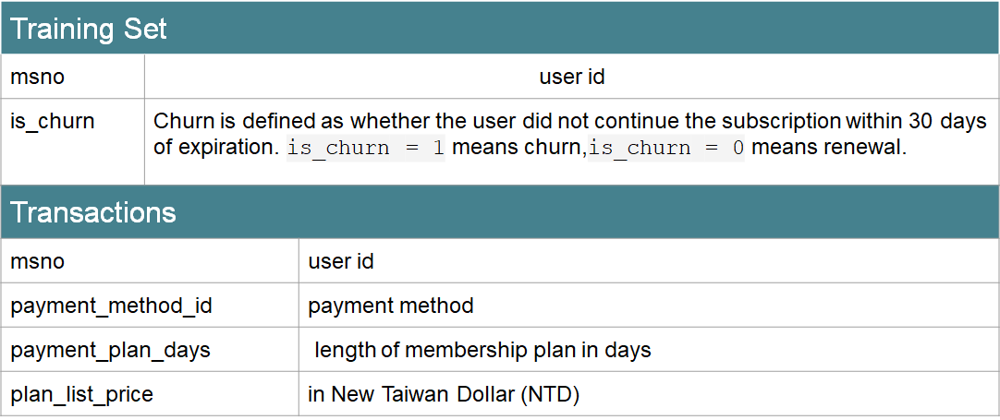 Training Set
msno user id
is_churn Churn is defined as whether the user did not continue the subscription within 30 days
of expiration. is_churn = 1 means churn,is_churn = 0 means renewal.
Transactions
msno user id
payment_method_id payment method
payment_plan_days length of membership plan in days
plan_list_price in New Taiwan Dollar (NTD)